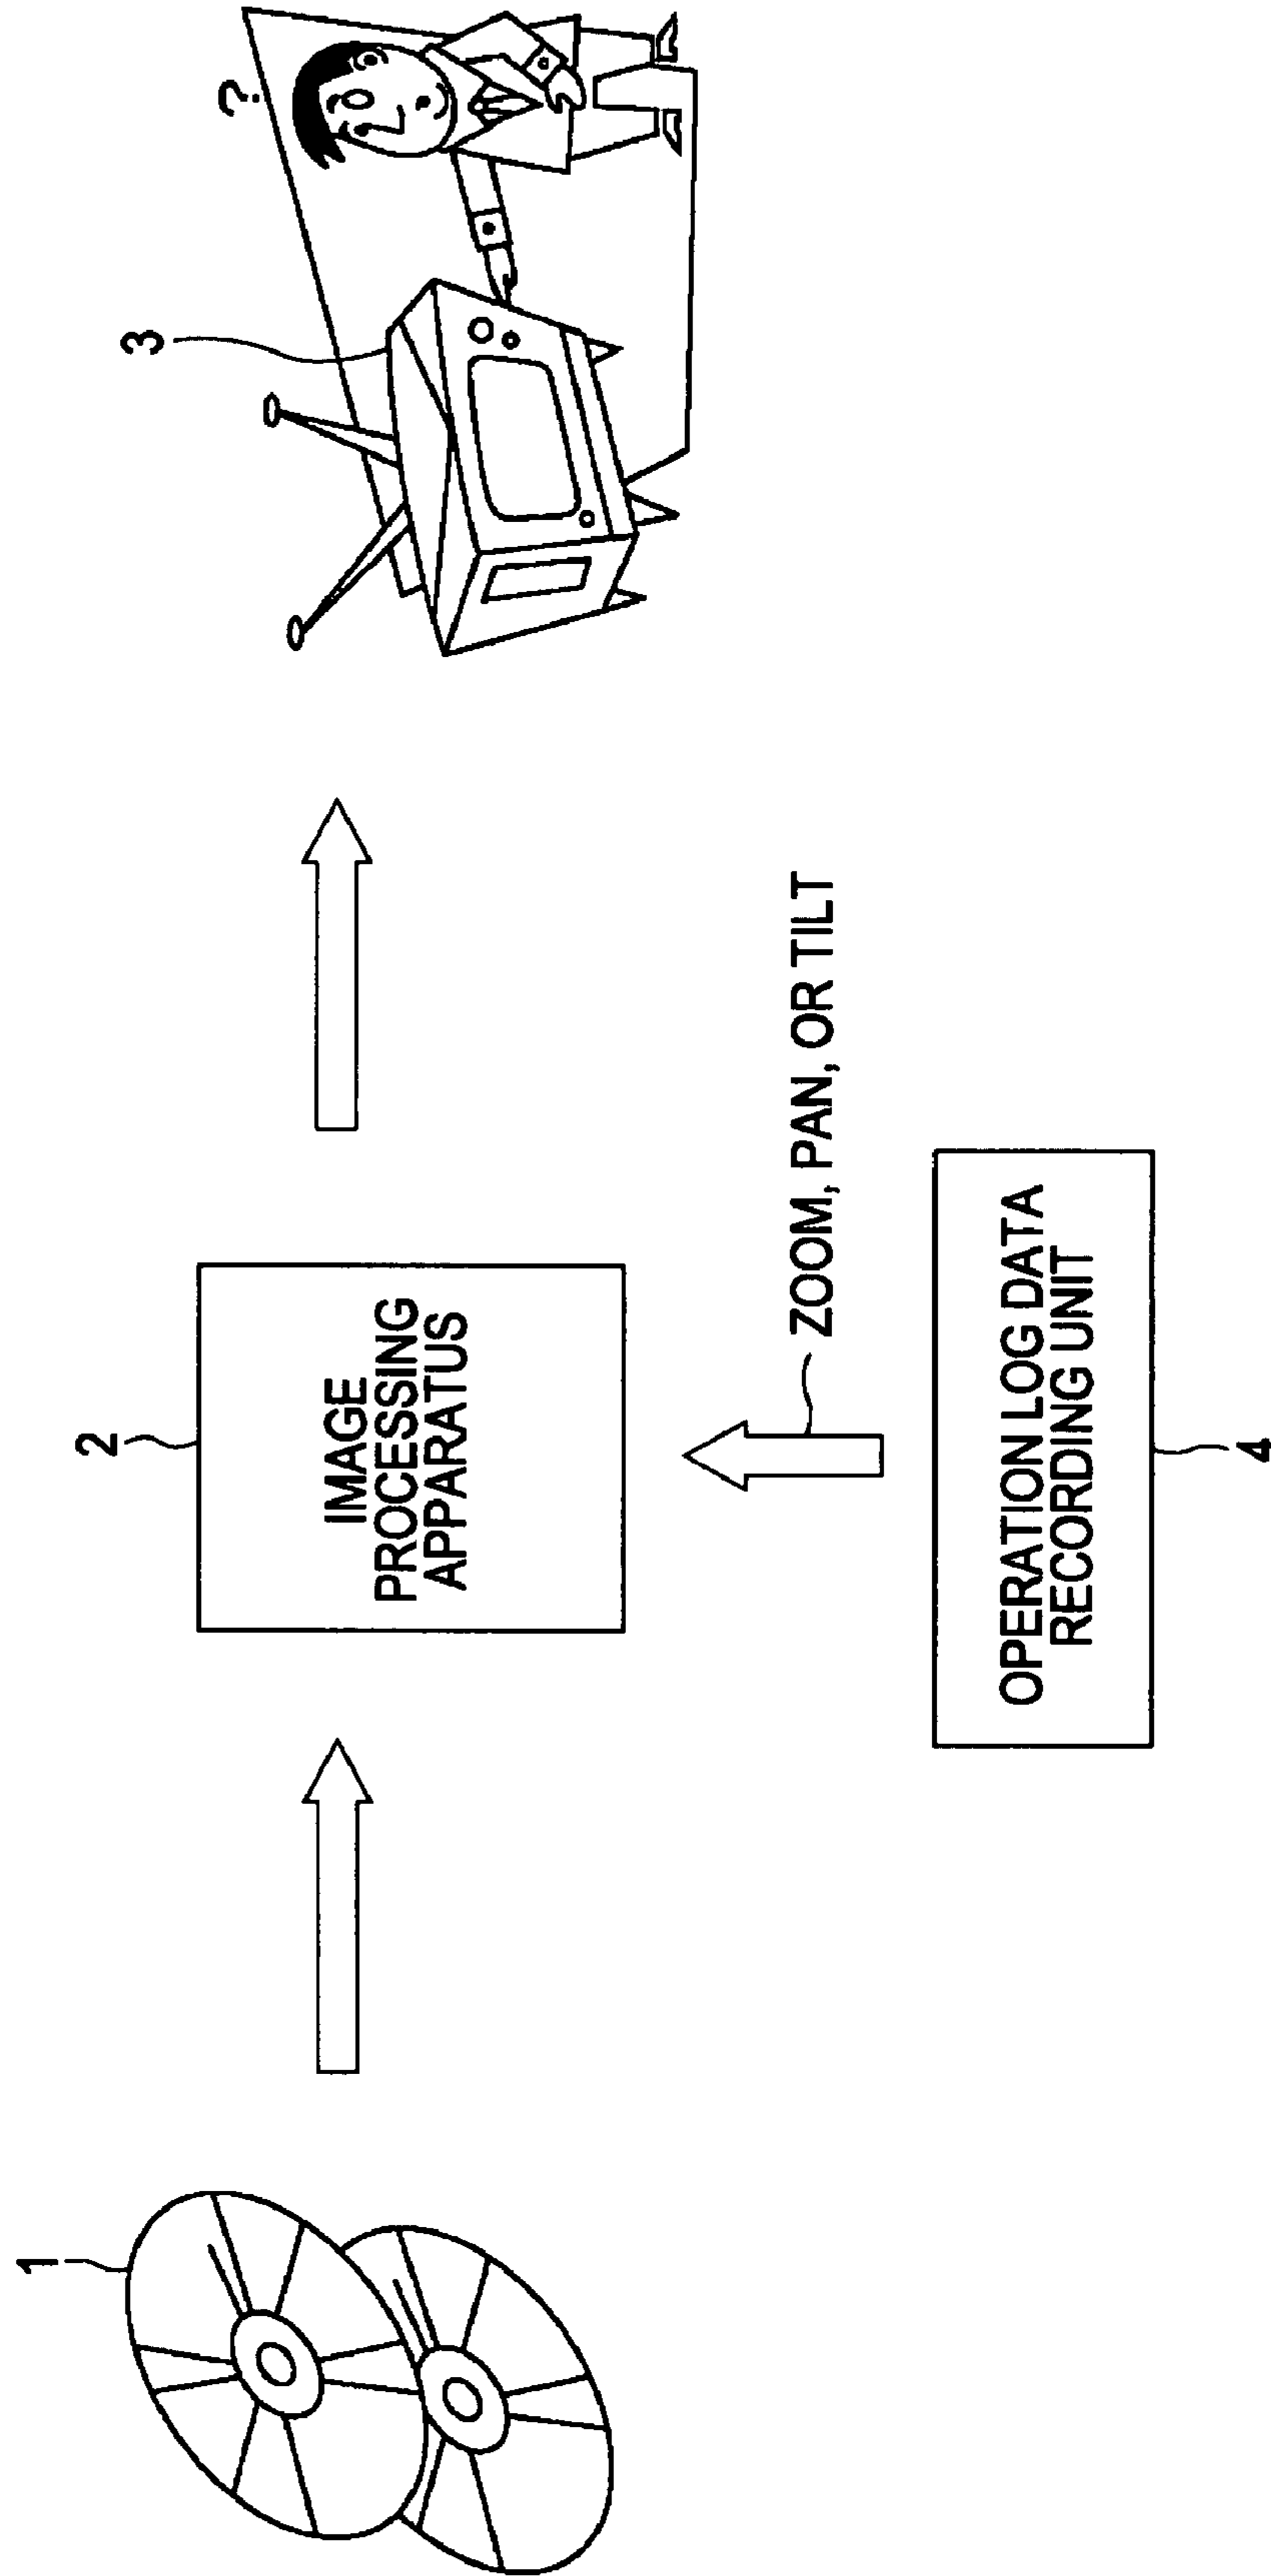 1
2
3
?
IMAGE
PROCESSING
APPARATUS
ZOOM, PAN, OR TILT
OPERATION LOG DATA
RECORDING UNIT
4